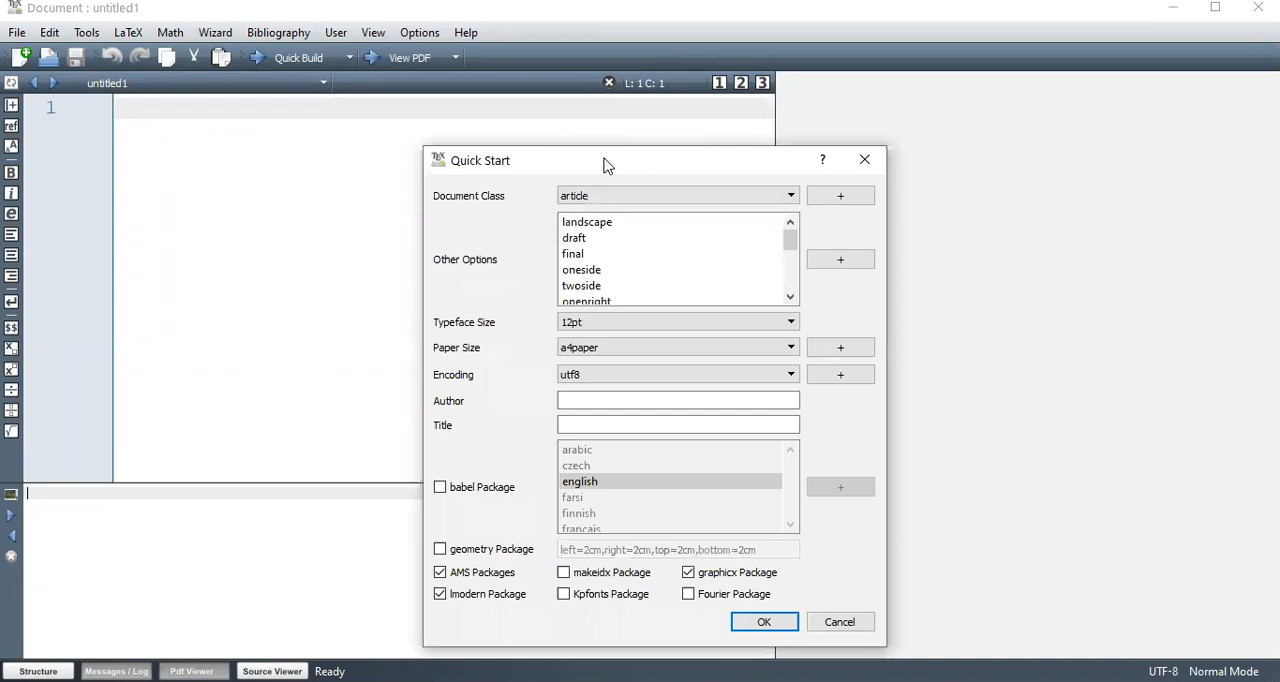 Document : untitled1
File Edit Tools LaTeX Math Wizard Bibliography User View Options Help
Quick Build View PDF
untitled1 L: 1 C: 1 1 2 3
1
ref
A
B
i
e
$$
Quick Start ?
Document Class article +
landscape
draft
final
Other Options +
oneside
twoside
openright
Typeface Size 12pt
Paper Size a4paper +
Encoding utf8 +
Author
Title
arabic
czech
english
babel Package +
farsi
finnish
francais
geometry Package left=2cm,right=2cm,top=2cm,bottom=2cm
AMS Packages makeidx Package graphicx Package
lmodern Package Kpfonts Package Fourier Package
OK Cancel
Structure Messages / Log Pdf Viewer Source Viewer Ready UTF-8 Normal Mode